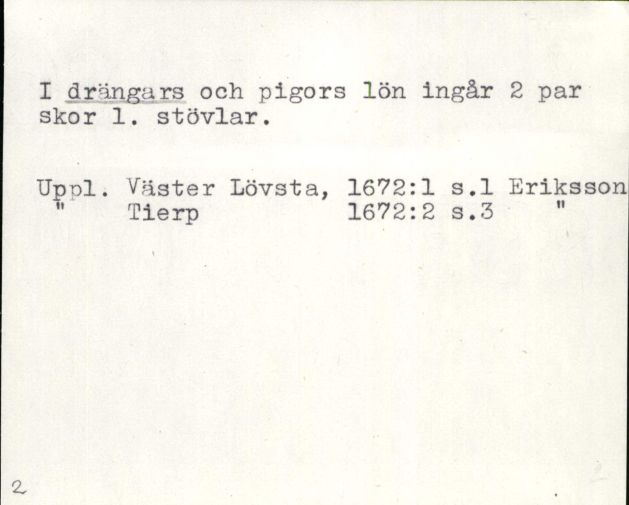 I drängars och pigors lön ingår 2 par
skor l. stövlar.
Uppl. Väster Lövsta, 1672:1 s.1 Eriksson
" Tierp 1672:2 s.3 "
2